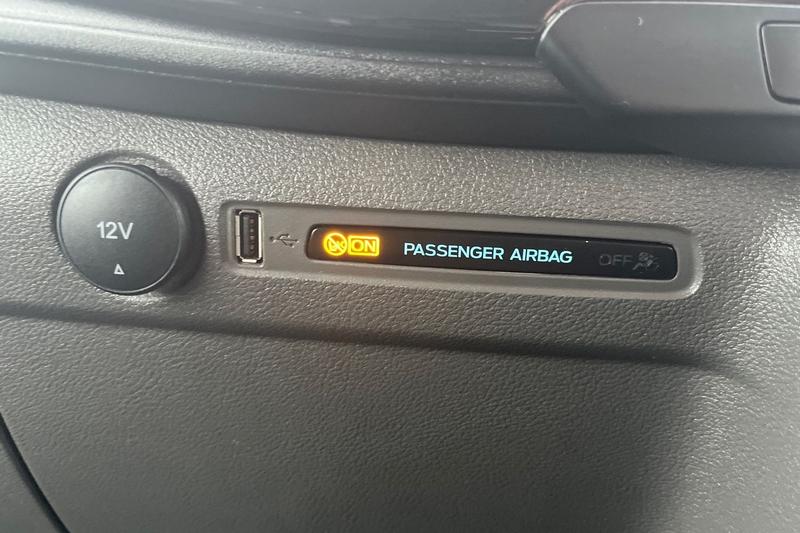 12V
ON PASSENGER AIRBAG OFF